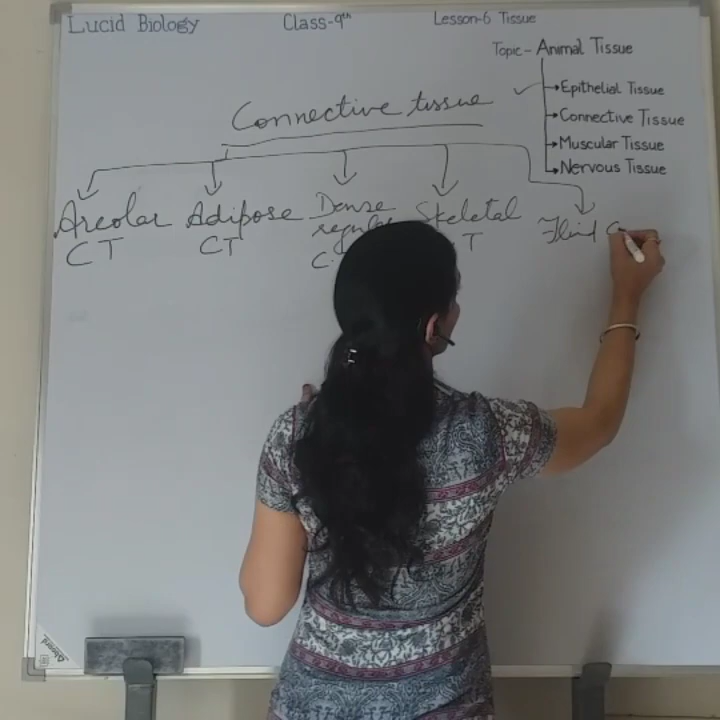 Lucid Biology
Class-9th
Lesson-6 Tissue
Topic- Animal Tissue
Epithelial Tissue
Connective Tissue
Muscular Tissue
Nervous Tissue
Connective tissue
Areolar
CT
Adipose
CT
Dense
regular
C.
Skeletal
T
Fluid C